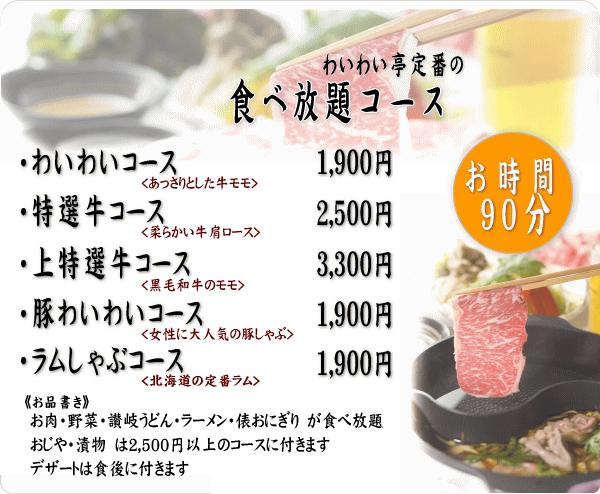 わいわい亭定番の
食べ放題コース
・わいわいコース 1,900円
<あっさりとした牛モモ>
・特選牛コース 2,500円
<柔らかい牛肩ロース>
・上特選牛コース 3,300円
<黒毛和牛のモモ>
・豚わいわいコース 1,900円
<女性に大人気の豚しゃぶ>
・ラムしゃぶコース 1,900円
<北海道の定番ラム>
お時間
90分
《お品書き》
お肉・野菜・讃岐うどん・ラーメン・俵おにぎり が食べ放題
おじや・漬物 は2,500円以上のコースに付きます
デザートは食後に付きます